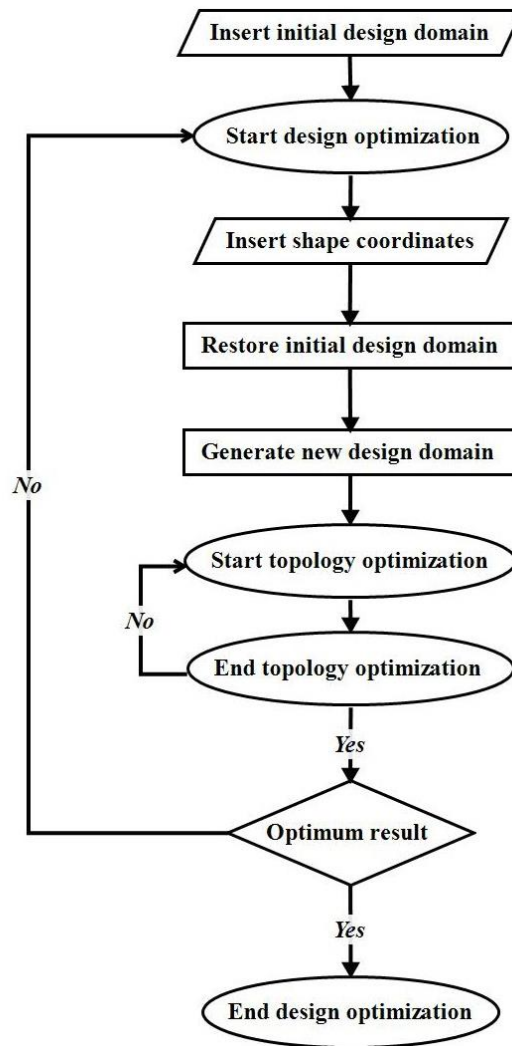 Insert initial design domain
Start design optimization
Insert shape coordinates
Restore initial design domain
Generate new design domain
No
Start topology optimization
No
End topology optimization
Yes
Optimum result
Yes
End design optimization